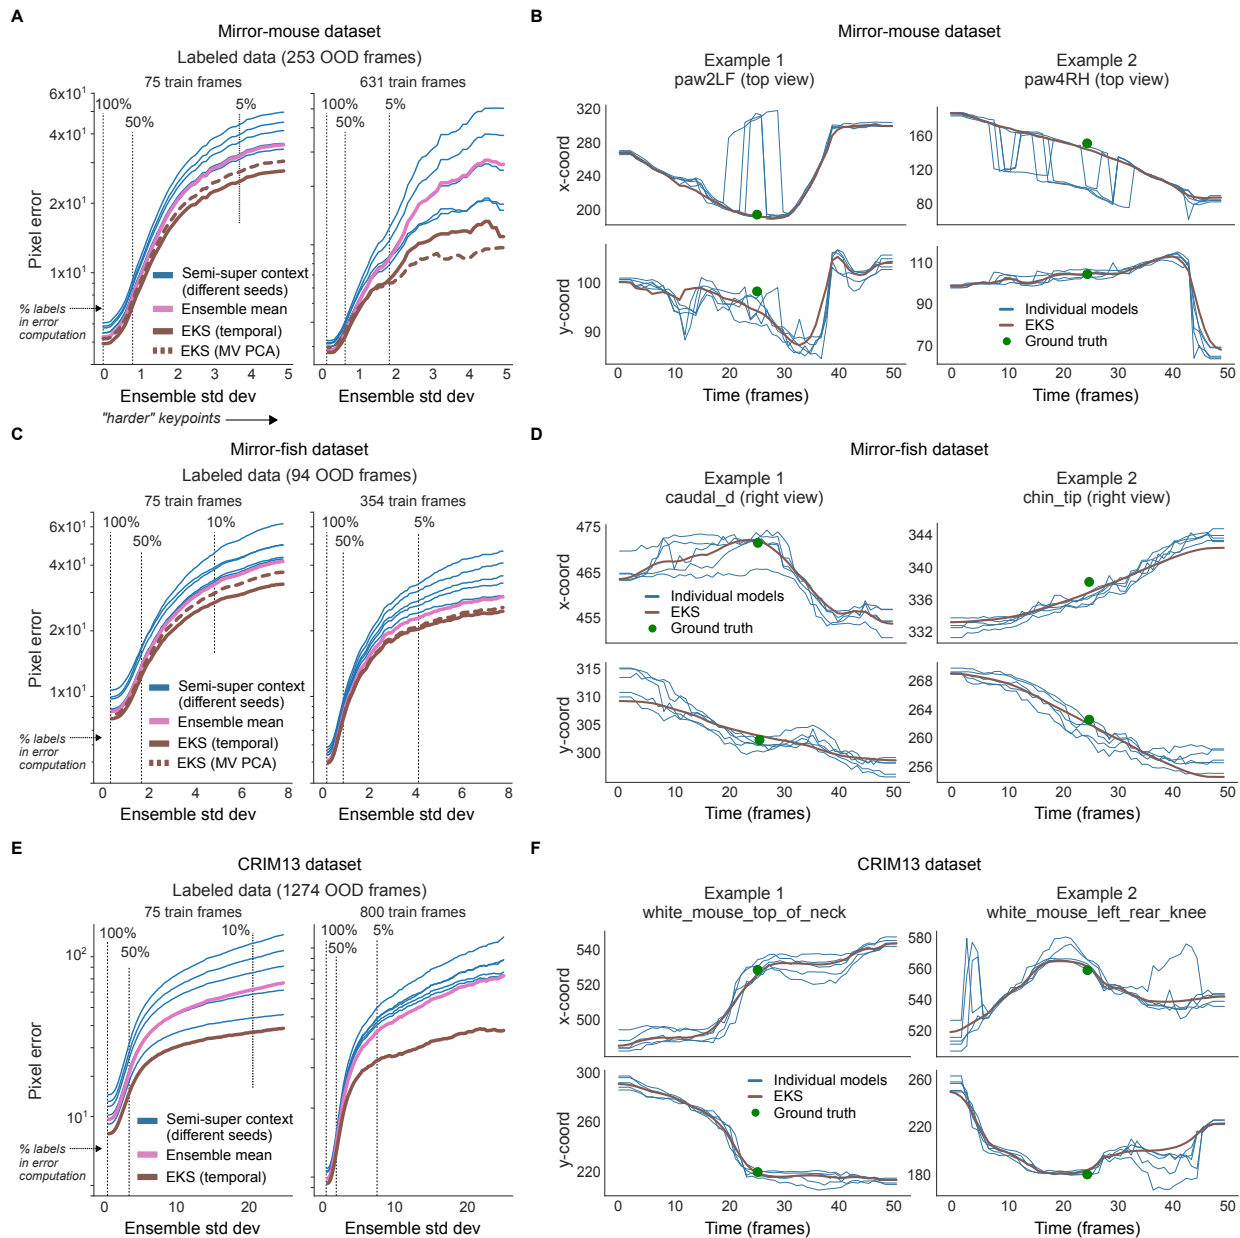 A
Mirror-mouse dataset
Labeled data (253 OOD frames)
75 train frames
631 train frames
6x10¹
4x10¹
2x10¹
1x10¹
Pixel error
100%
50%
5%
100%
50%
5%
Semi-super context
(different seeds)
Ensemble mean
EKS (temporal)
EKS (MV PCA)
% labels
in error
computation
0 1 2 3 4 5
0 1 2 3 4 5
Ensemble std dev
Ensemble std dev
"harder" keypoints
B
Mirror-mouse dataset
Example 1
paw2LF (top view)
Example 2
paw4RH (top view)
x-coord
320
280
240
200
160
120
80
y-coord
100
90
110
90
70
Individual models
EKS
Ground truth
0 10 20 30 40 50
0 10 20 30 40 50
Time (frames)
Time (frames)
C
Mirror-fish dataset
Labeled data (94 OOD frames)
75 train frames
354 train frames
6x10¹
4x10¹
2x10¹
1x10¹
Pixel error
100%
50%
10%
100%
50%
5%
Semi-super context
(different seeds)
Ensemble mean
EKS (temporal)
EKS (MV PCA)
% labels
in error
computation
0 2 4 6 8
0 2 4 6 8
Ensemble std dev
Ensemble std dev
D
Mirror-fish dataset
Example 1
caudal_d (right view)
Example 2
chin_tip (right view)
x-coord
475
465
455
344
340
336
332
Individual models
EKS
Ground truth
y-coord
315
310
305
300
268
264
260
256
0 10 20 30 40 50
0 10 20 30 40 50
Time (frames)
Time (frames)
E
CRIM13 dataset
Labeled data (1274 OOD frames)
75 train frames
800 train frames
10²
10¹
Pixel error
100%
50%
10%
100%
50%
5%
Semi-super context
(different seeds)
Ensemble mean
EKS (temporal)
% labels
in error
computation
0 10 20
0 10 20
Ensemble std dev
Ensemble std dev
F
CRIM13 dataset
Example 1
white_mouse_top_of_neck
Example 2
white_mouse_left_rear_knee
x-coord
540
520
500
580
560
540
520
y-coord
300
260
220
260
220
180
Individual models
EKS
Ground truth
0 10 20 30 40 50
0 10 20 30 40 50
Time (frames)
Time (frames)